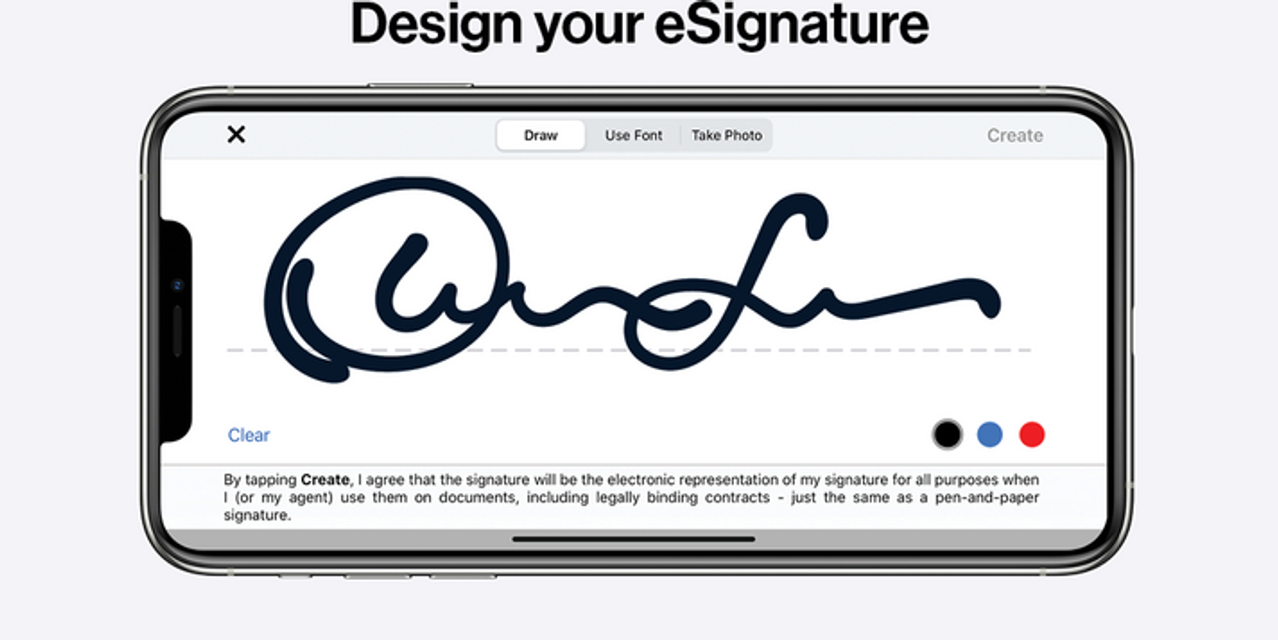 Design your eSignature
Draw Use Font Take Photo Create
Clear
By tapping Create, I agree that the signature will be the electronic representation of my signature for all purposes when
I (or my agent) use them on documents, including legally binding contracts - just the same as a pen-and-paper
signature.